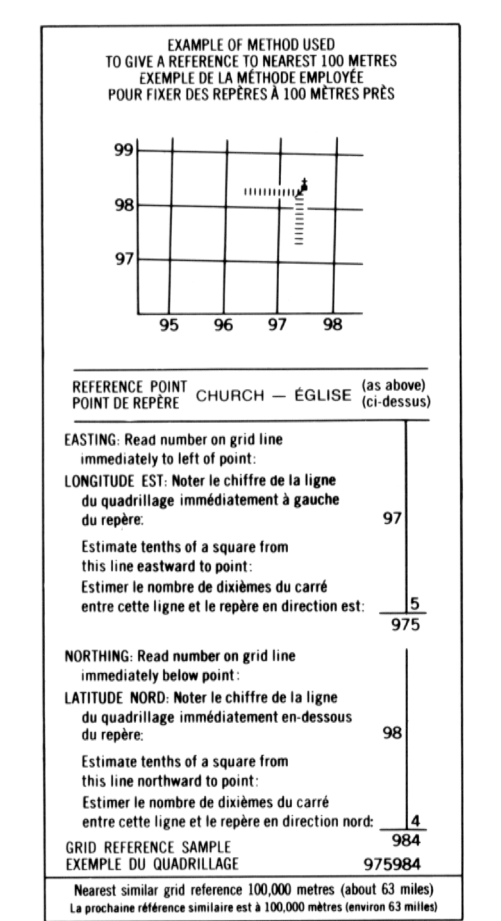 EXAMPLE OF METHOD USED
TO GIVE A REFERENCE TO NEAREST 100 METRES
EXEMPLE DE LA MÉTHODE EMPLOYÉE
POUR FIXER DES REPÈRES À 100 MÈTRES PRÈS
99
98
97
95 96 97 98
REFERENCE POINT
POINT DE REPÈRE
CHURCH — ÉGLISE
(as above)
(ci-dessus)
EASTING: Read number on grid line
immediately to left of point:
LONGITUDE EST: Noter le chiffre de la ligne
du quadrillage immédiatement à gauche
du repère: 97
Estimate tenths of a square from
this line eastward to point:
Estimer le nombre de dixièmes du carré
entre cette ligne et le repère en direction est: 5
975
NORTHING: Read number on grid line
immediately below point:
LATITUDE NORD: Noter le chiffre de la ligne
du quadrillage immédiatement en-dessous
du repère: 98
Estimate tenths of a square from
this line northward to point:
Estimer le nombre de dixièmes du carré
entre cette ligne et le repère en direction nord: 4
984
GRID REFERENCE SAMPLE
EXEMPLE DU QUADRILLAGE 975984
Nearest similar grid reference 100,000 metres (about 63 miles)
La prochaine référence similaire est à 100,000 mètres (environ 63 milles)